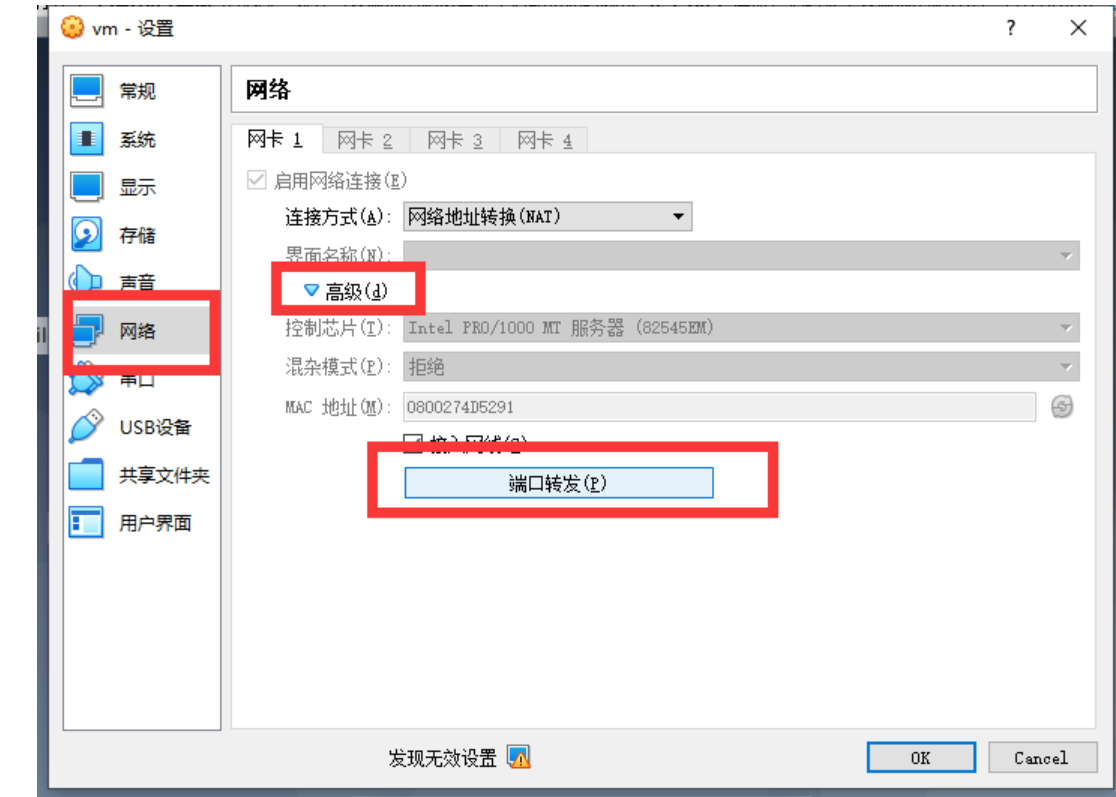 vm - 设置
?
常规
系统
显示
存储
声音
网络
串口
USB设备
共享文件夹
用户界面
网络
网卡 1 网卡 2 网卡 3 网卡 4
启用网络连接(E)
连接方式(A): 网络地址转换(NAT)
界面名称(N):
高级(d)
控制芯片(T): Intel PRO/1000 MT 服务器 (82545EM)
混杂模式(P): 拒绝
MAC 地址(M): 0800274D5291
接入网线(C)
端口转发(P)
发现无效设置
OK Cancel